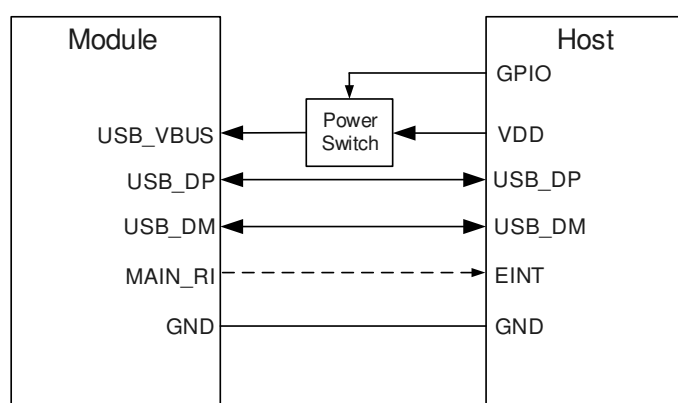 Module
Host
GPIO
Power
Switch
USB_VBUS
VDD
USB_DP
USB_DP
USB_DM
USB_DM
MAIN_RI
EINT
GND
GND